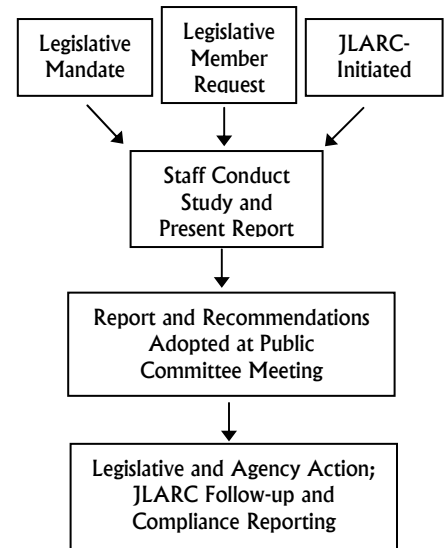 Legislative
Mandate
Legislative
Member
Request
JLARC-
Initiated
Staff Conduct
Study and
Present Report
Report and Recommendations
Adopted at Public
Committee Meeting
Legislative and Agency Action;
JLARC Follow-up and
Compliance Reporting